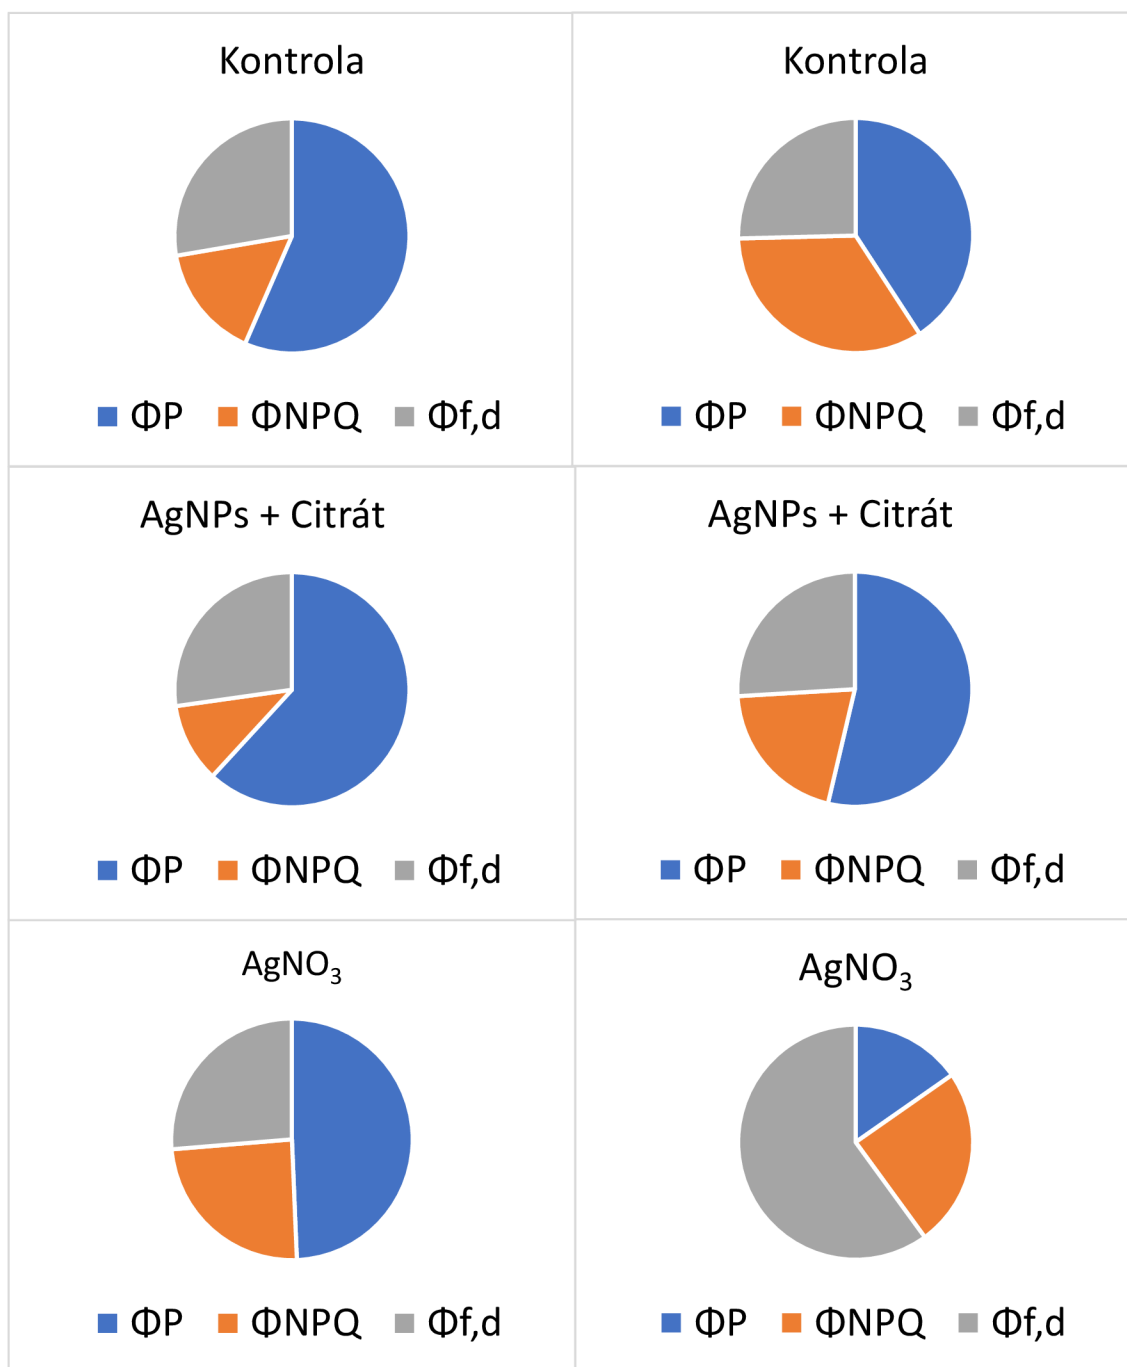 Kontrola
ΦP ΦNPQ Φf,d
Kontrola
ΦP ΦNPQ Φf,d
AgNPs + Citrát
ΦP ΦNPQ Φf,d
AgNPs + Citrát
ΦP ΦNPQ Φf,d
AgNO₃
ΦP ΦNPQ Φf,d
AgNO₃
ΦP ΦNPQ Φf,d